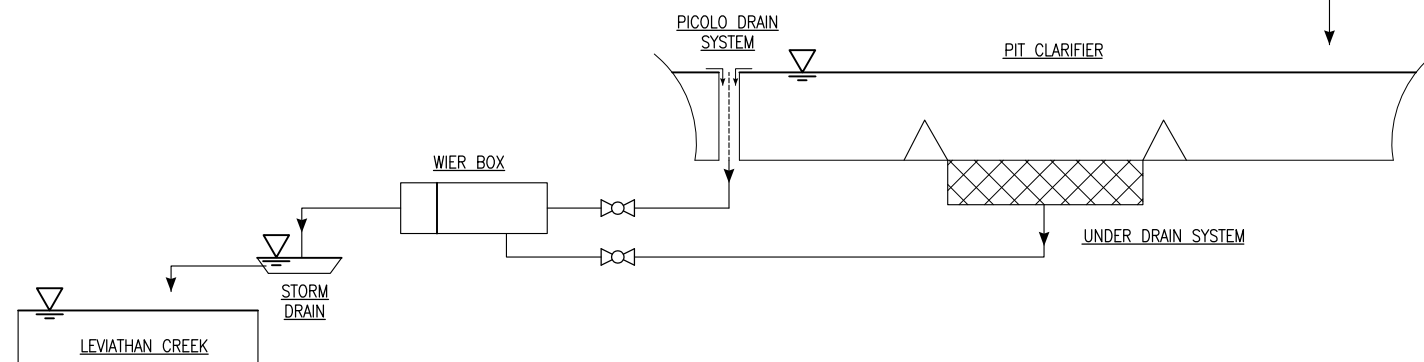 PICOLO DRAIN
SYSTEM
PIT CLARIFIER
WIER BOX
UNDER DRAIN SYSTEM
STORM
DRAIN
LEVIATHAN CREEK